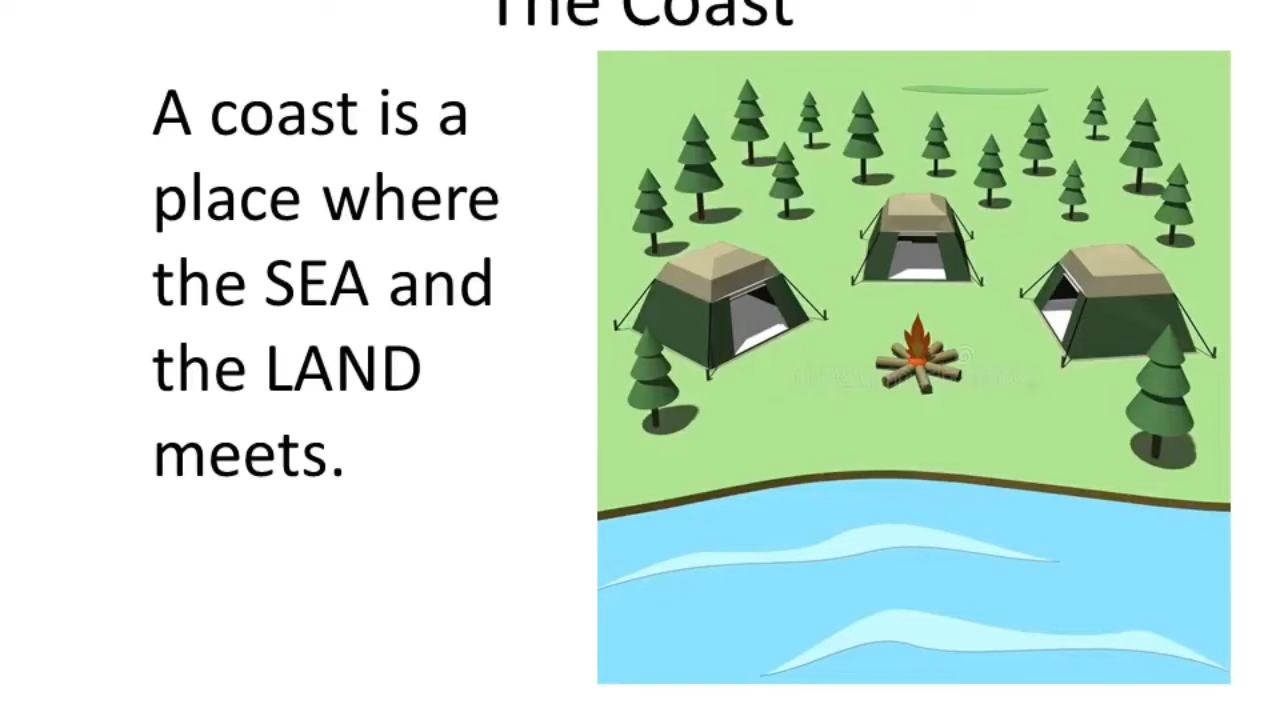 The Coast
A coast is a
place where
the SEA and
the LAND
meets.